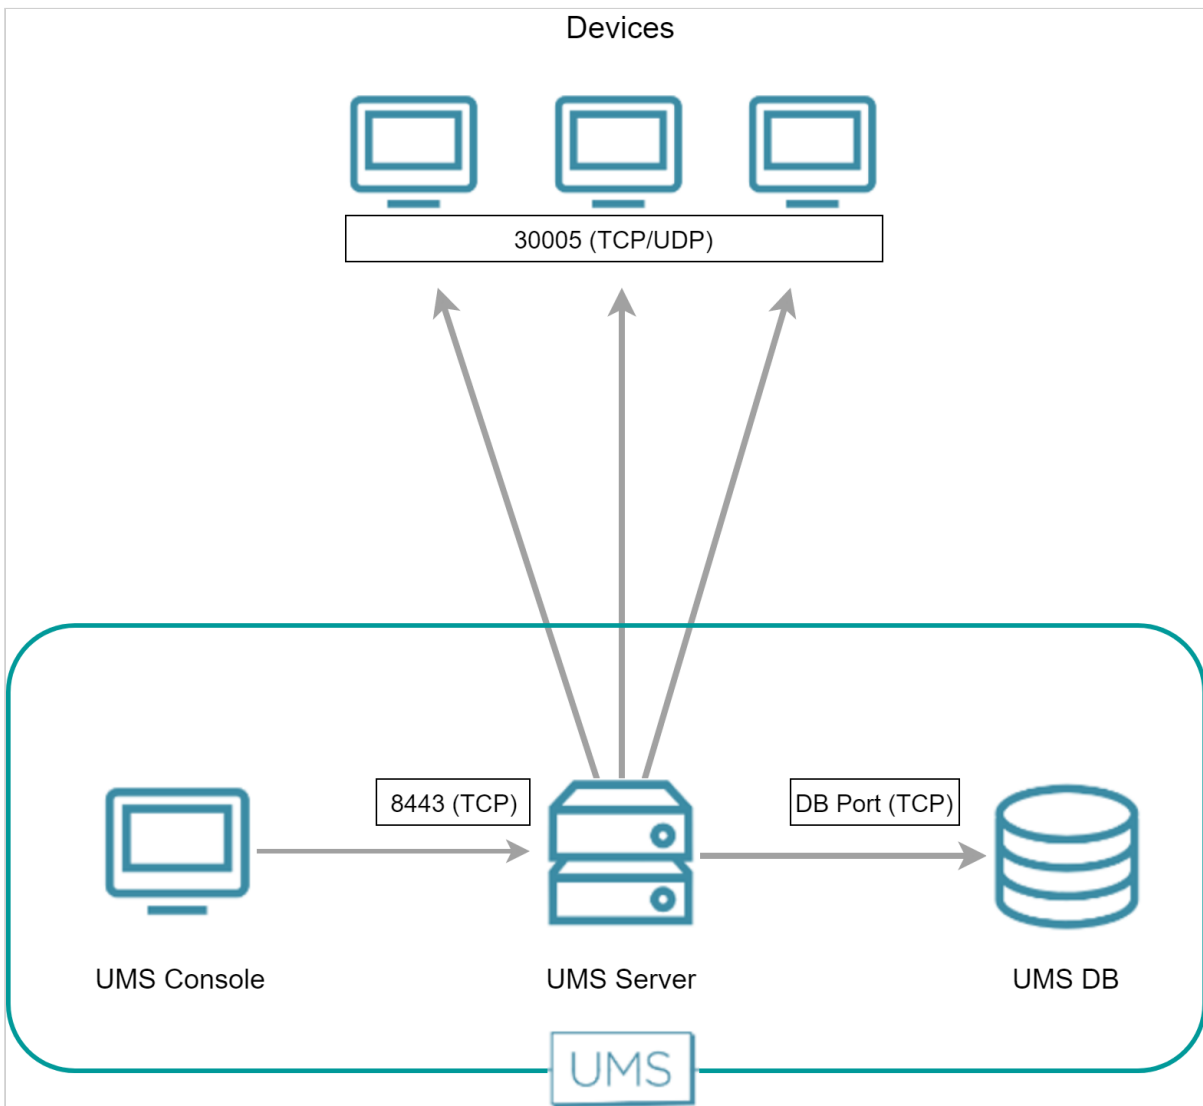 Devices
30005 (TCP/UDP)
8443 (TCP)
DB Port (TCP)
UMS Console
UMS Server
UMS DB
UMS